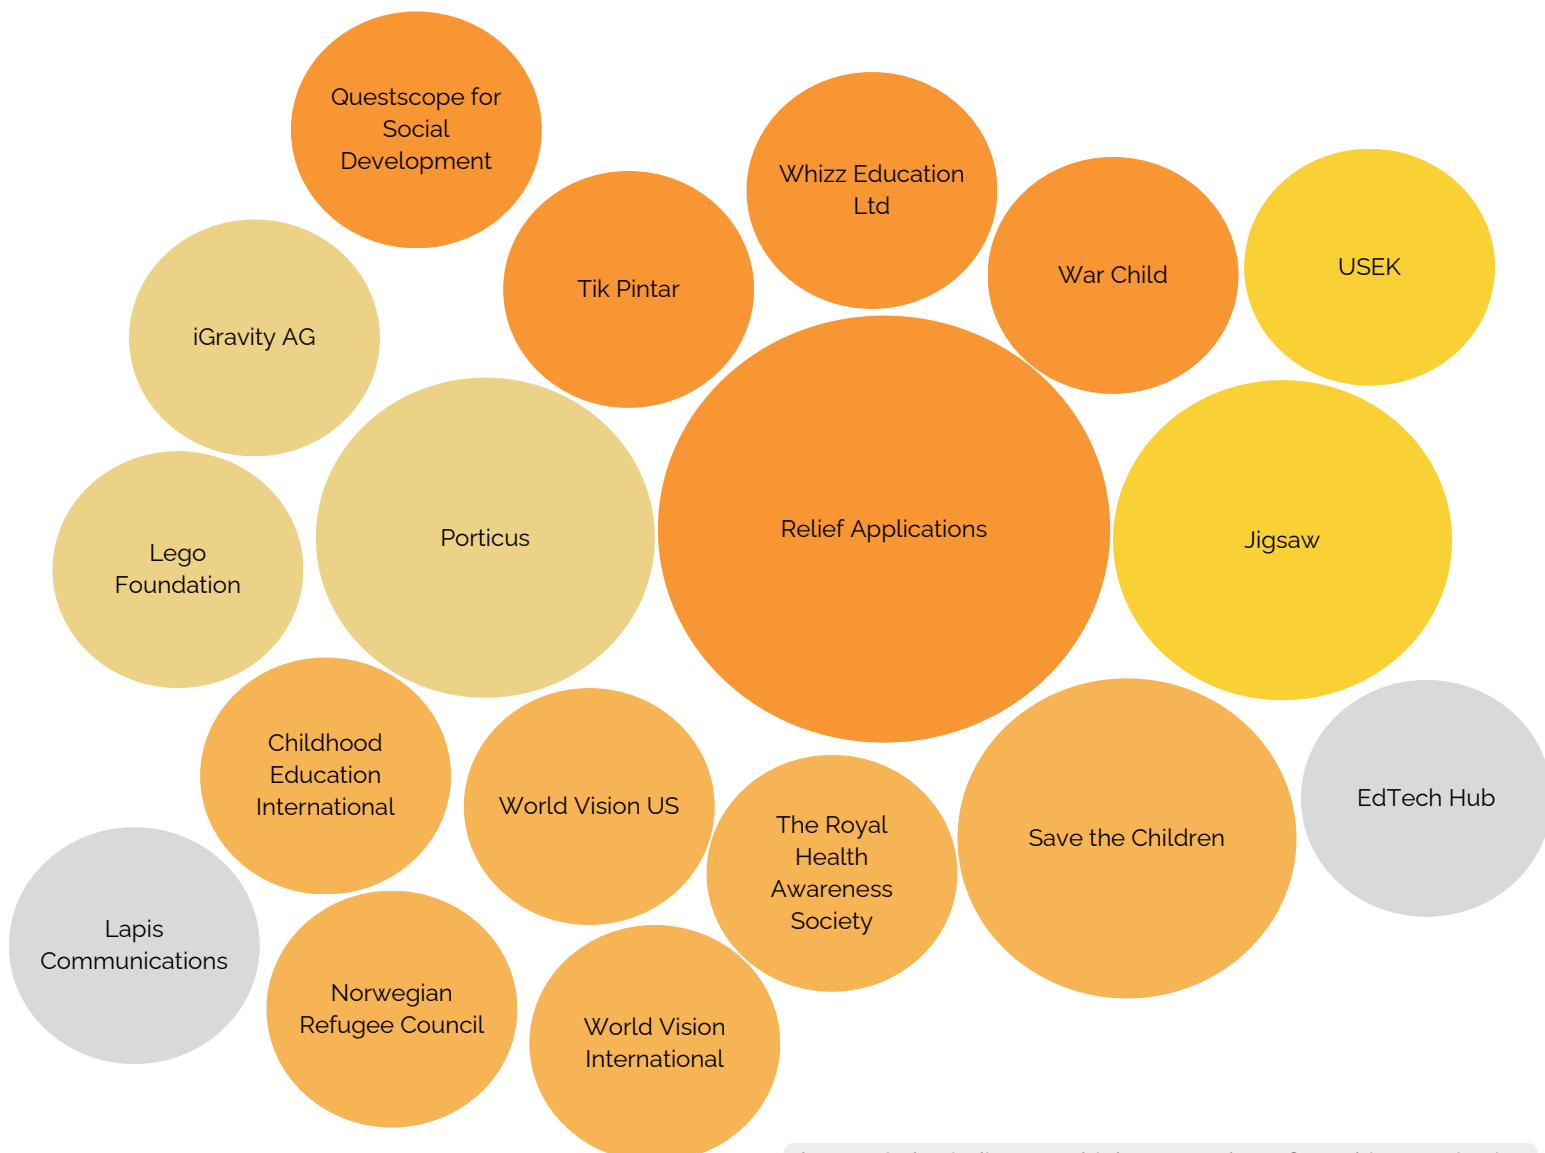 Questscope for
Social
Development
Whizz Education
Ltd
Tik Pintar
War Child
USEK
iGravity AG
Porticus
Relief Applications
Jigsaw
Lego
Foundation
Childhood
Education
International
World Vision US
The Royal
Health
Awareness
Society
Save the Children
EdTech Hub
Lapis
Communications
Norwegian
Refugee Council
World Vision
International